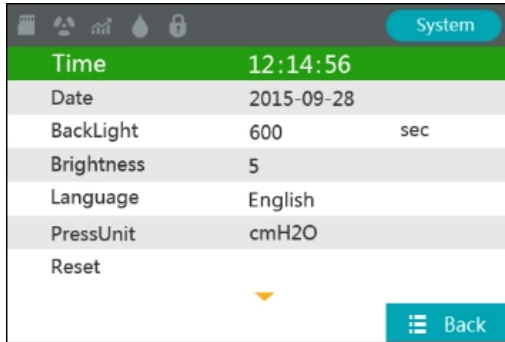 System
Time 12:14:56
Date 2015-09-28
BackLight 600 sec
Brightness 5
Language English
PressUnit cmH2O
Reset
Back